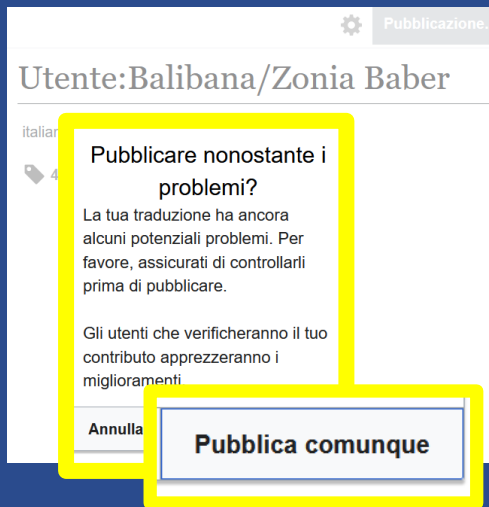 Pubblicazione.
Utente:Balibana/Zonia Baber
italian
4
Pubblicare nonostante i
problemi?
La tua traduzione ha ancora
alcuni potenziali problemi. Per
favore, assicurati di controllarli
prima di pubblicare.
Gli utenti che verificheranno il tuo
contributo apprezzeranno i
miglioramenti
Annulla
Pubblica comunque